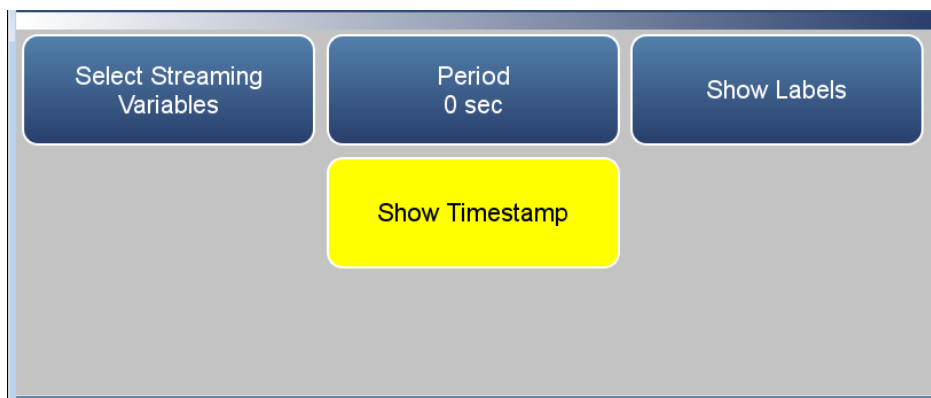 Select Streaming
Variables
Period
0 sec
Show Labels
Show Timestamp